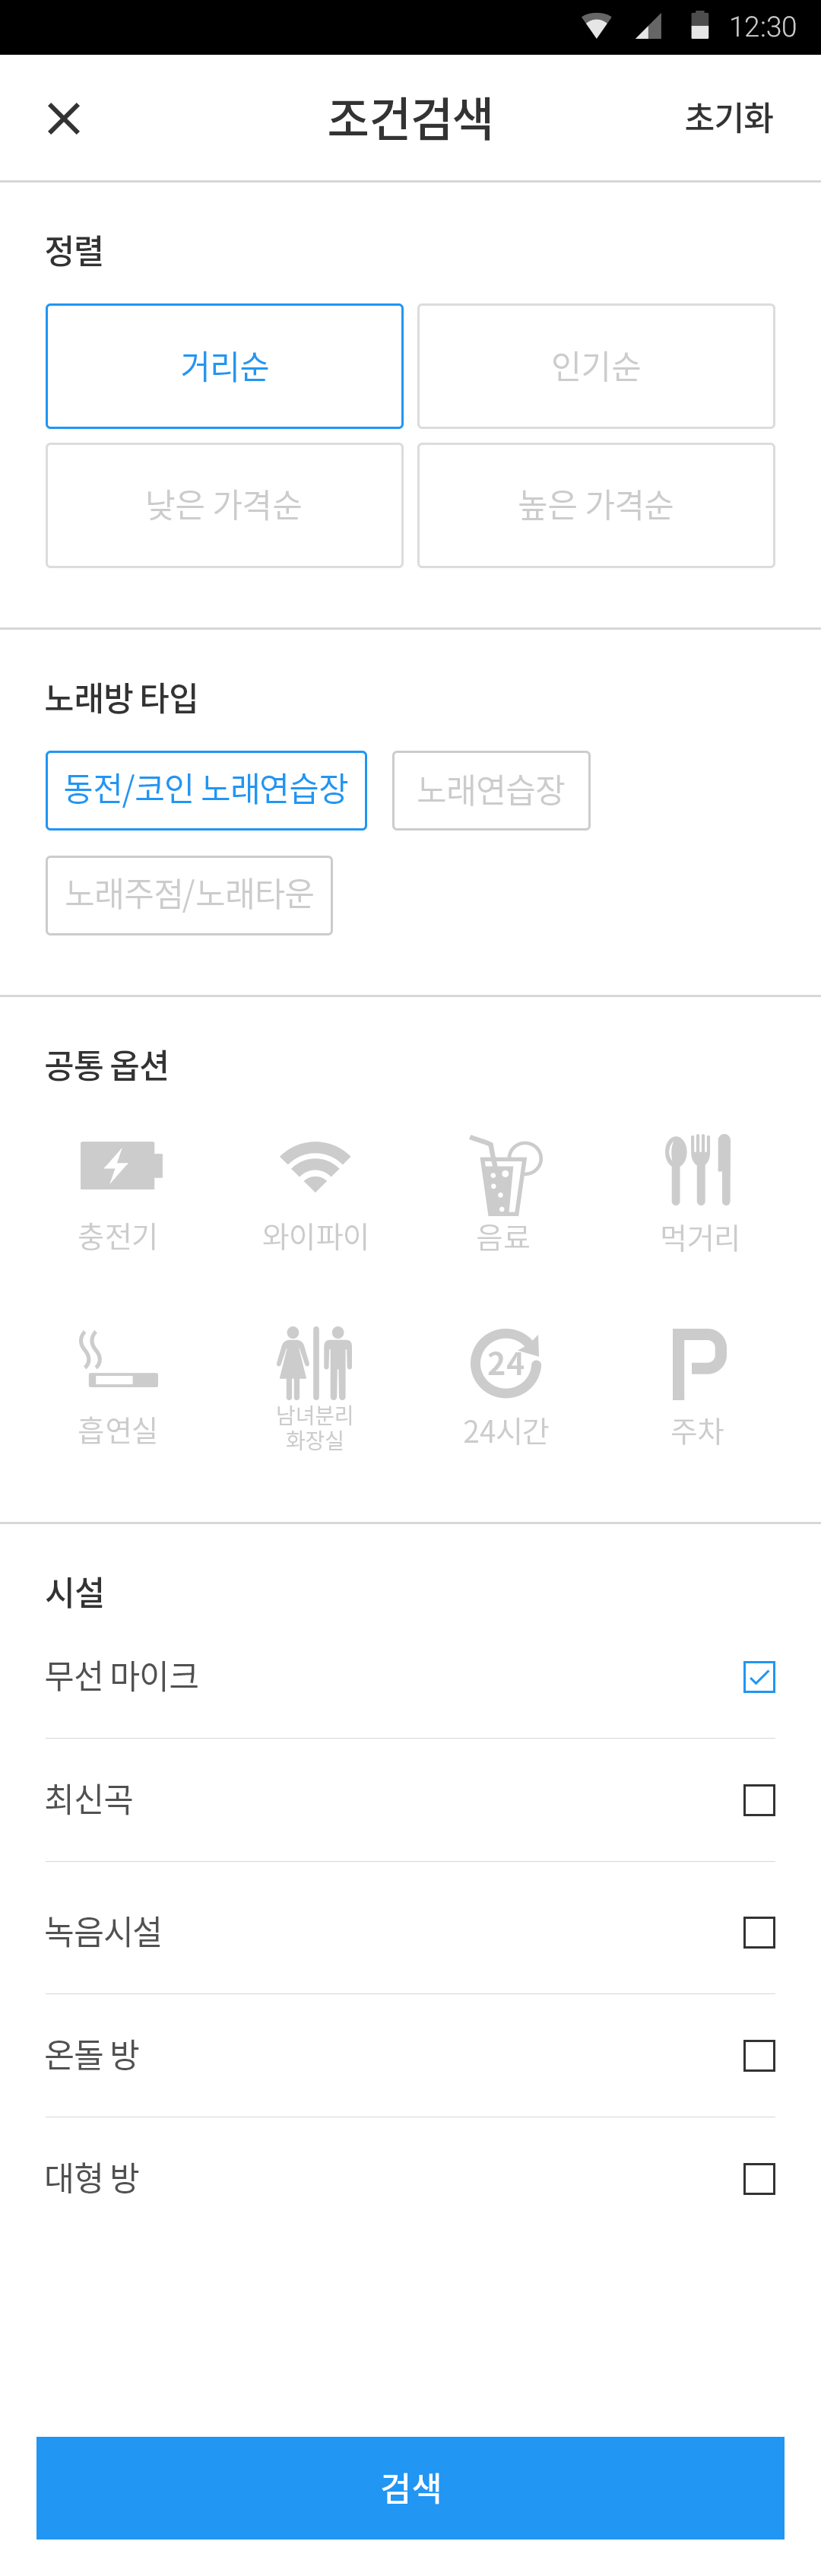 12:30
조건검색
초기화
정렬
거리순
인기순
낮은 가격순
높은 가격순
노래방 타입
동전/코인 노래연습장
노래연습장
노래주점/노래타운
공통 옵션
충전기
와이파이
음료
먹거리
흡연실
남녀분리
화장실
24
24시간
주차
시설
무선 마이크
최신곡
녹음시설
온돌 방
대형 방
검색